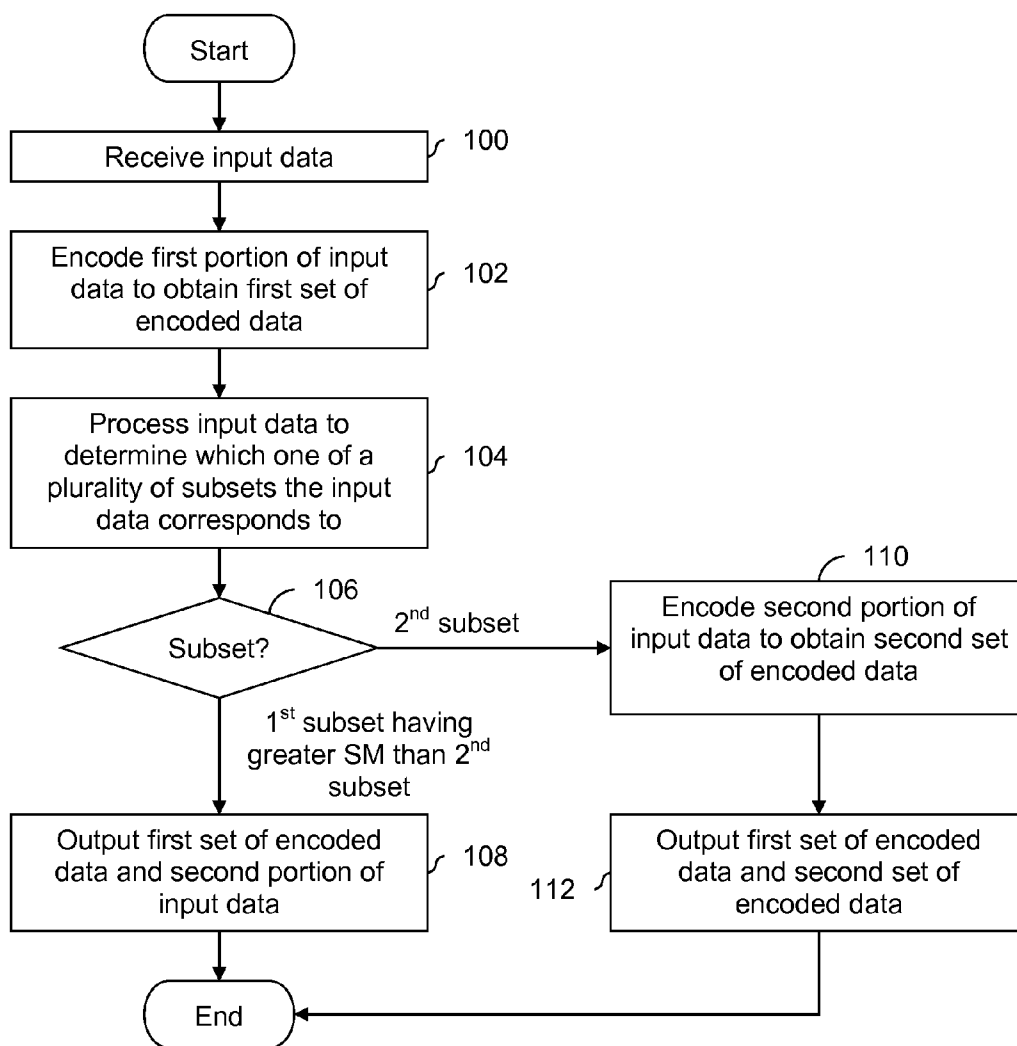 Start
Receive input data
100
Encode first portion of input
data to obtain first set of
encoded data
102
Process input data to
determine which one of a
plurality of subsets the input
data corresponds to
104
Subset?
106
2nd subset
1st subset having
greater SM than 2nd
subset
110
Encode second portion of
input data to obtain second set
of encoded data
Output first set of encoded
data and second portion of
input data
108
Output first set of encoded
data and second set of
encoded data
112
End